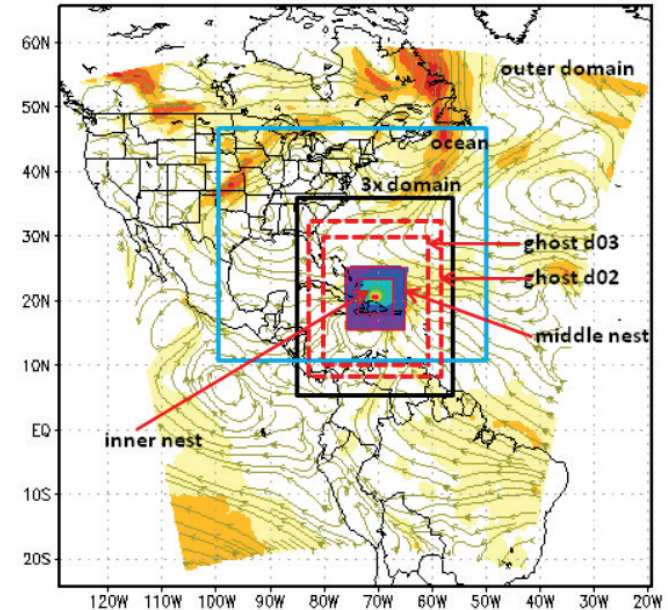 60N
outer domain
50N
ocean
40N
3x domain
30N
ghost d03
ghost d02
20N
middle nest
10N
inner nest
EQ
10S
20S
120W 110W 100W 90W 80W 70W 60W 50W 40W 30W 20W